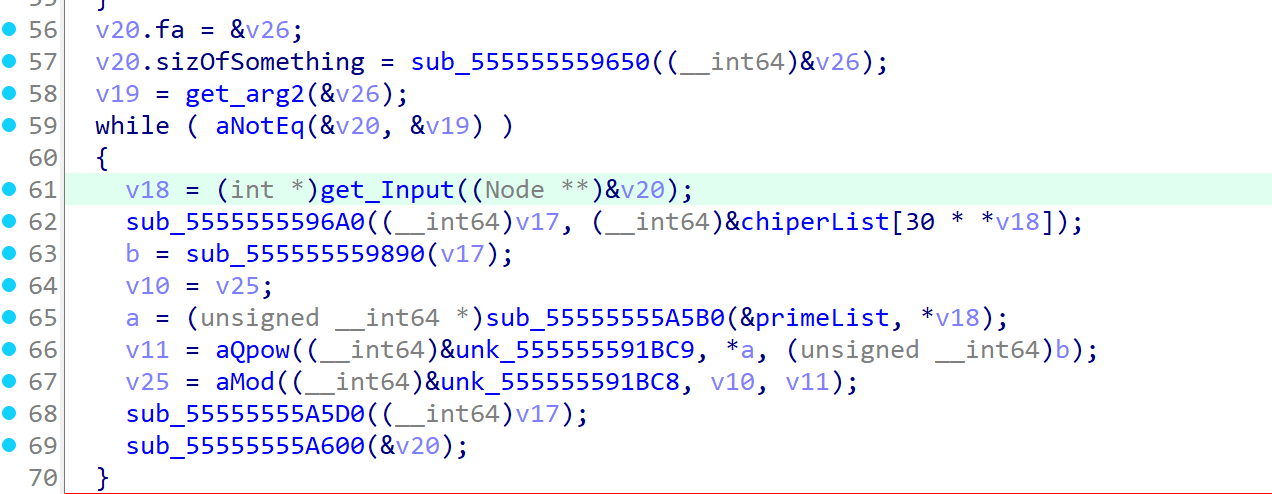 56 v20.fa = &v26;
57 v20.sizOfSomething = sub_555555559650((__int64)&v26);
58 v19 = get_arg2(&v26);
59 while ( aNotEq(&v20, &v19) )
60 {
61 v18 = (int *)get_Input((Node **)&v20);
62 sub_5555555596A0((__int64)v17, (__int64)&chiperList[30 * *v18]);
63 b = sub_555555559890(v17);
64 v10 = v25;
65 a = (unsigned __int64 *)sub_55555555A5B0(&primeList, *v18);
66 v11 = aQpow((__int64)&unk_555555591BC9, *a, (unsigned __int64)b);
67 v25 = aMod((__int64)&unk_555555591BC8, v10, v11);
68 sub_55555555A5D0((__int64)v17);
69 sub_55555555A600(&v20);
70 }